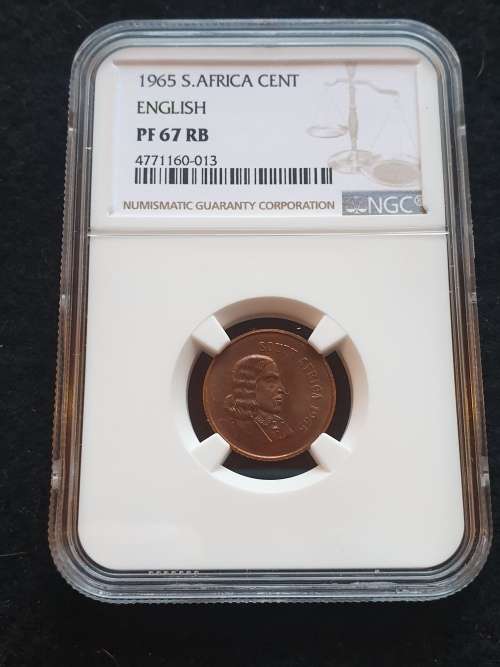 1965 S.AFRICA CENT
ENGLISH
PF 67 RB
4771160-013
NUMISMATIC GUARANTY CORPORATION
NGC
SOUTH AFRICA 1965